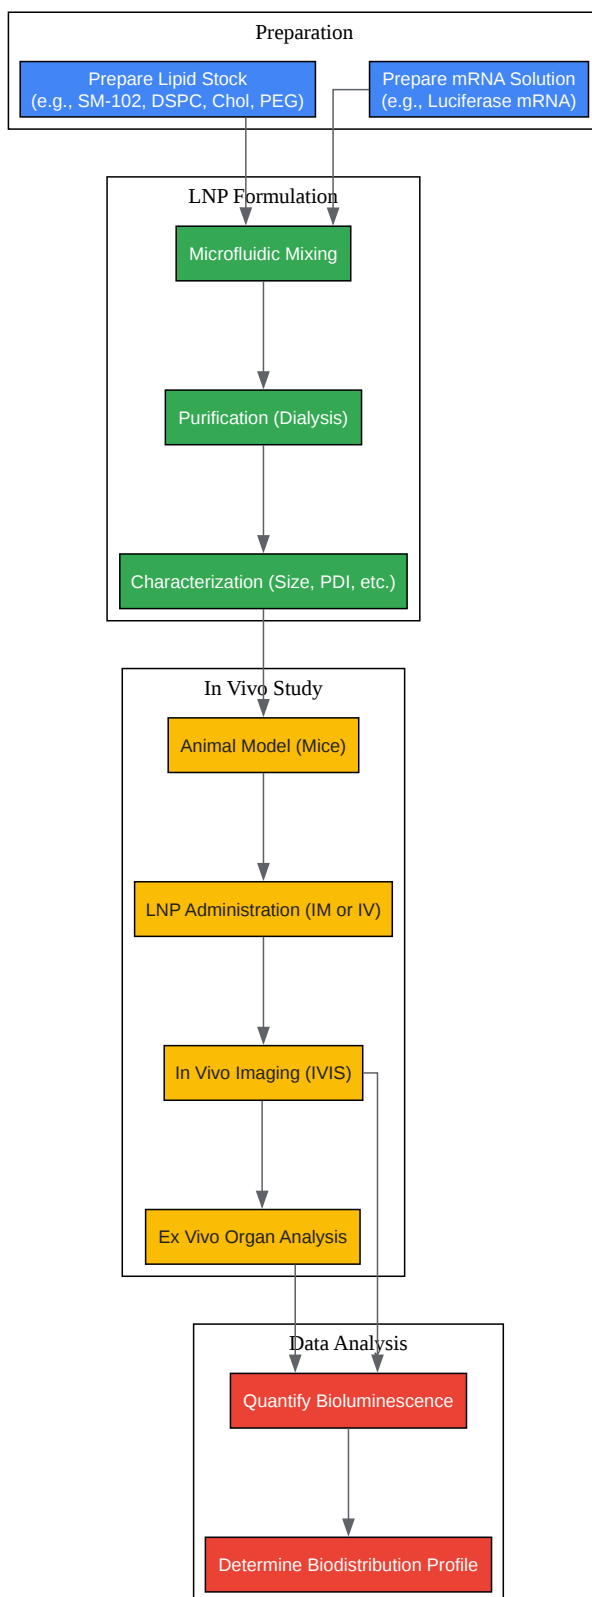 Preparation
Prepare Lipid Stock
(e.g., SM-102, DSPC, Chol, PEG)
Prepare mRNA Solution
(e.g., Luciferase mRNA)
LNP Formulation
Microfluidic Mixing
Purification (Dialysis)
Characterization (Size, PDI, etc.)
In Vivo Study
Animal Model (Mice)
LNP Administration (IM or IV)
In Vivo Imaging (IVIS)
Ex Vivo Organ Analysis
Data Analysis
Quantify Bioluminescence
Determine Biodistribution Profile